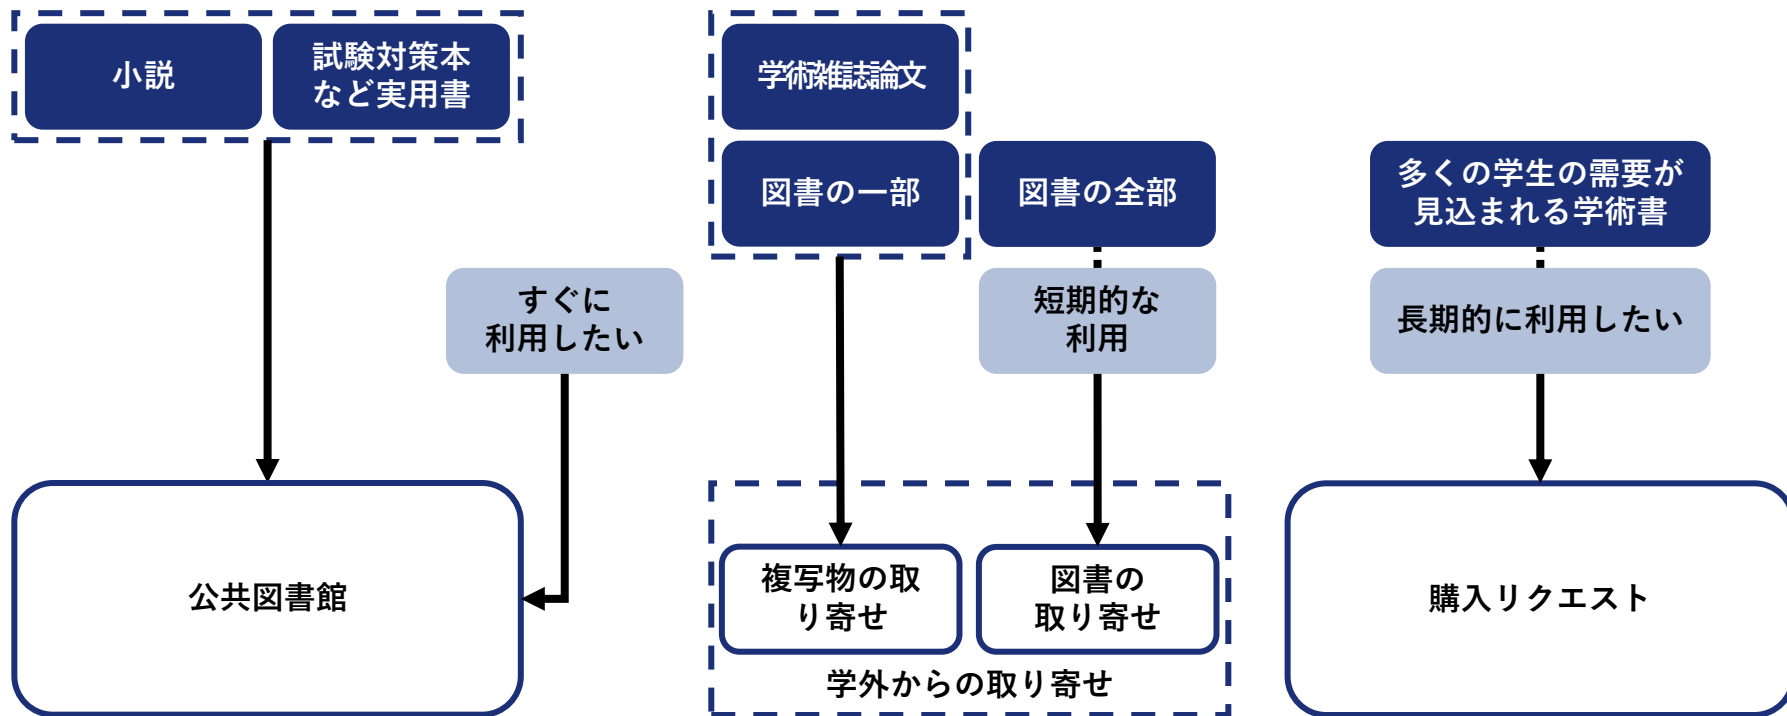 小説
試験対策本
など実用書
学術雑誌論文
図書の一部
図書の全部
多くの学生の需要が
見込まれる学術書
すぐに
利用したい
短期的な
利用
長期的に利用したい
公共図書館
複写物の取
り寄せ
図書の
取り寄せ
学外からの取り寄せ
購入リクエスト